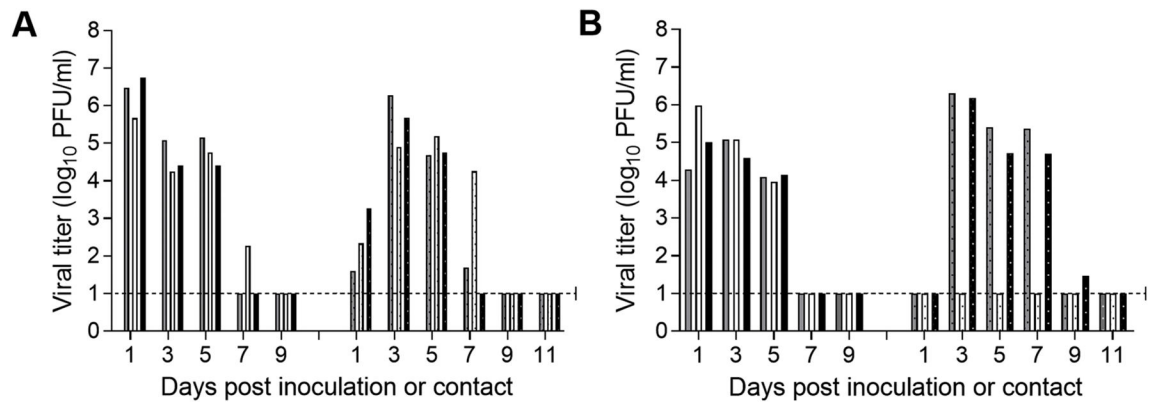 A
Viral titer (log10 PFU/ml)
8
7
6
5
4
3
2
1
0
1 3 5 7 9 1 3 5 7 9 11
Days post inoculation or contact
B
Viral titer (log10 PFU/ml)
8
7
6
5
4
3
2
1
0
1 3 5 7 9 1 3 5 7 9 11
Days post inoculation or contact